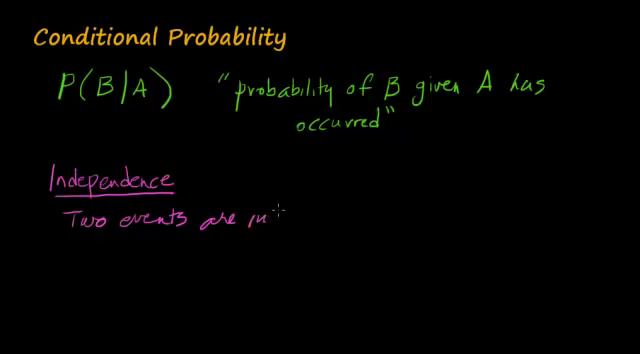 Conditional Probability
P(B/A) "probability of B given A has
occurred"
Independence
Two events are in